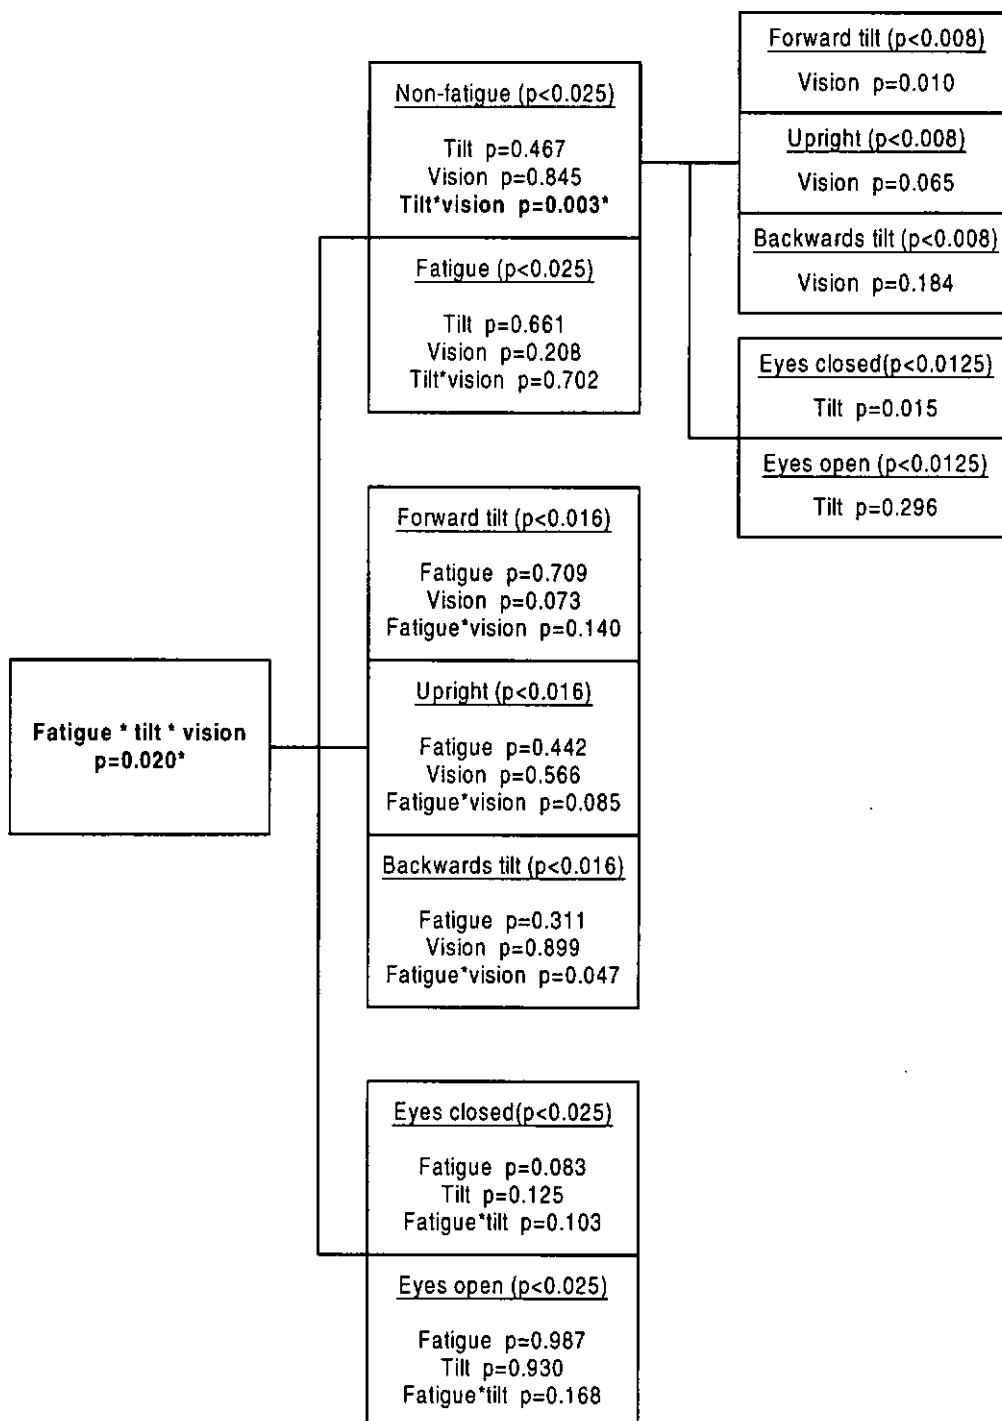 Fatigue * tilt * vision
p=0.020*
Non-fatigue (p<0.025)
Tilt p=0.467
Vision p=0.845
Tilt*vision p=0.003*
Fatigue (p<0.025)
Tilt p=0.661
Vision p=0.208
Tilt*vision p=0.702
Forward tilt (p<0.008)
Vision p=0.010
Upright (p<0.008)
Vision p=0.065
Backwards tilt (p<0.008)
Vision p=0.184
Eyes closed(p<0.0125)
Tilt p=0.015
Eyes open (p<0.0125)
Tilt p=0.296
Forward tilt (p<0.016)
Fatigue p=0.709
Vision p=0.073
Fatigue*vision p=0.140
Upright (p<0.016)
Fatigue p=0.442
Vision p=0.566
Fatigue*vision p=0.085
Backwards tilt (p<0.016)
Fatigue p=0.311
Vision p=0.899
Fatigue*vision p=0.047
Eyes closed(p<0.025)
Fatigue p=0.083
Tilt p=0.125
Fatigue*tilt p=0.103
Eyes open (p<0.025)
Fatigue p=0.987
Tilt p=0.930
Fatigue*tilt p=0.168